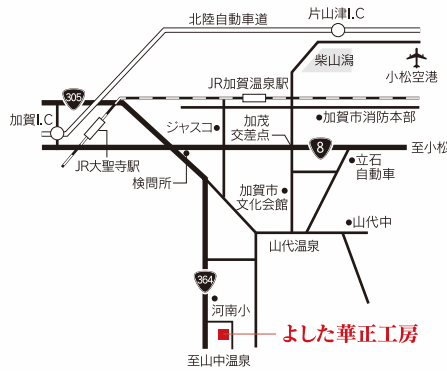 北陸自動車道
片山津I.C
柴山潟
小松空港
JR加賀温泉駅
305
加賀I.C
ジャスコ
加茂
交差点
加賀市消防本部
8
至小松
JR大聖寺駅
検問所
立石
自動車
加賀市
文化会館
山代中
山代温泉
364
河南小
よした華正工房
至山中温泉